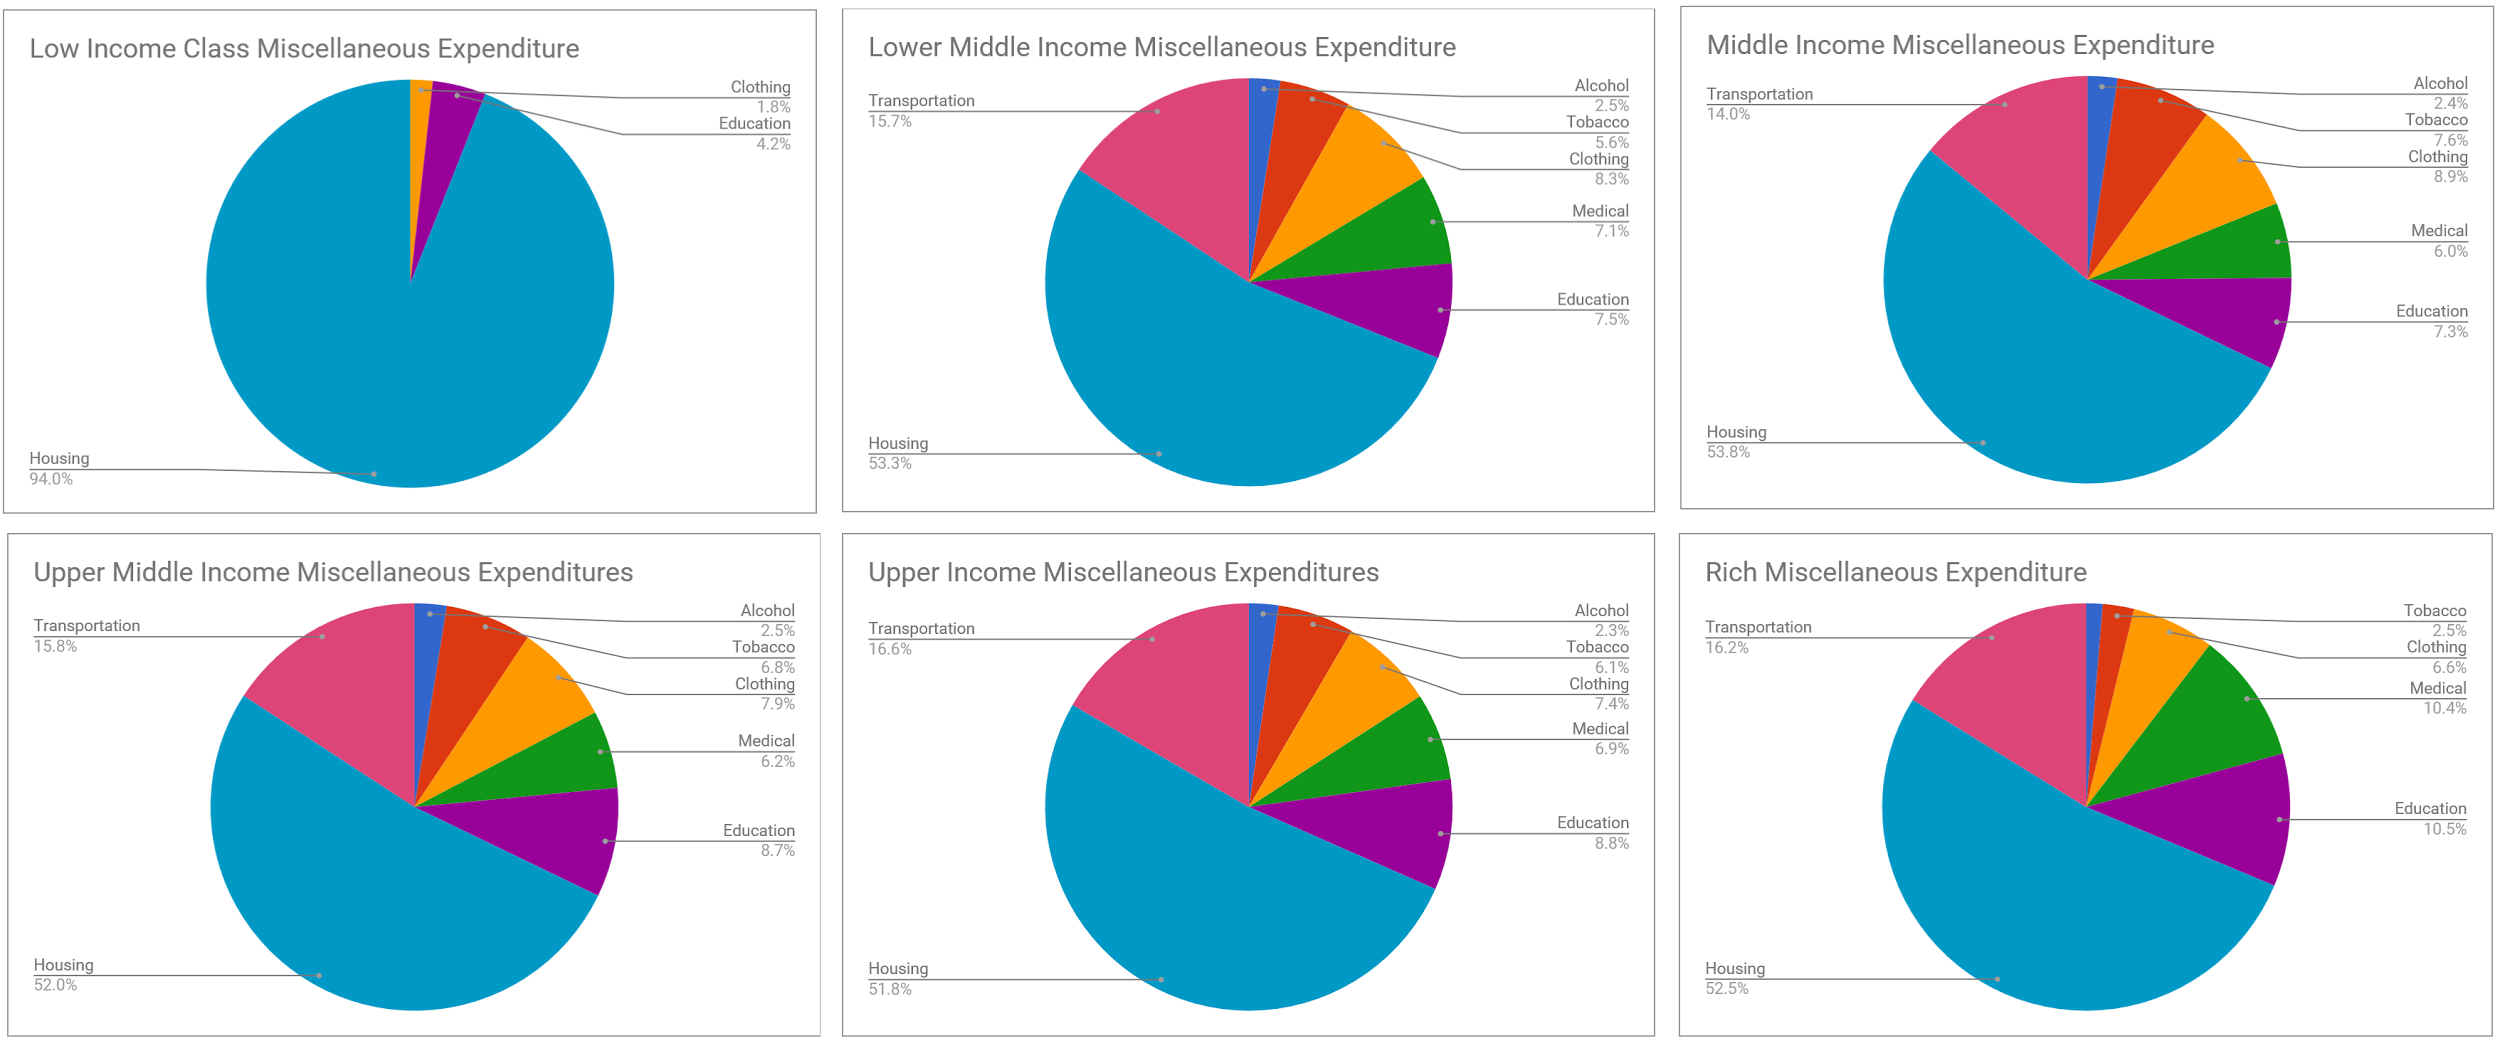 Low Income Class Miscellaneous Expenditure
Clothing
1.8%
Education
4.2%
Housing
94.0%
Lower Middle Income Miscellaneous Expenditure
Transportation
15.7%
Alcohol
2.5%
Tobacco
5.6%
Clothing
8.3%
Medical
7.1%
Education
7.5%
Housing
53.3%
Middle Income Miscellaneous Expenditure
Transportation
14.0%
Alcohol
2.4%
Tobacco
7.6%
Clothing
8.9%
Medical
6.0%
Education
7.3%
Housing
53.8%
Upper Middle Income Miscellaneous Expenditures
Transportation
15.8%
Alcohol
2.5%
Tobacco
6.8%
Clothing
7.9%
Medical
6.2%
Education
8.7%
Housing
52.0%
Upper Income Miscellaneous Expenditures
Transportation
16.6%
Alcohol
2.3%
Tobacco
6.1%
Clothing
7.4%
Medical
6.9%
Education
8.8%
Housing
51.8%
Rich Miscellaneous Expenditure
Transportation
16.2%
Tobacco
2.5%
Clothing
6.6%
Medical
10.4%
Education
10.5%
Housing
52.5%